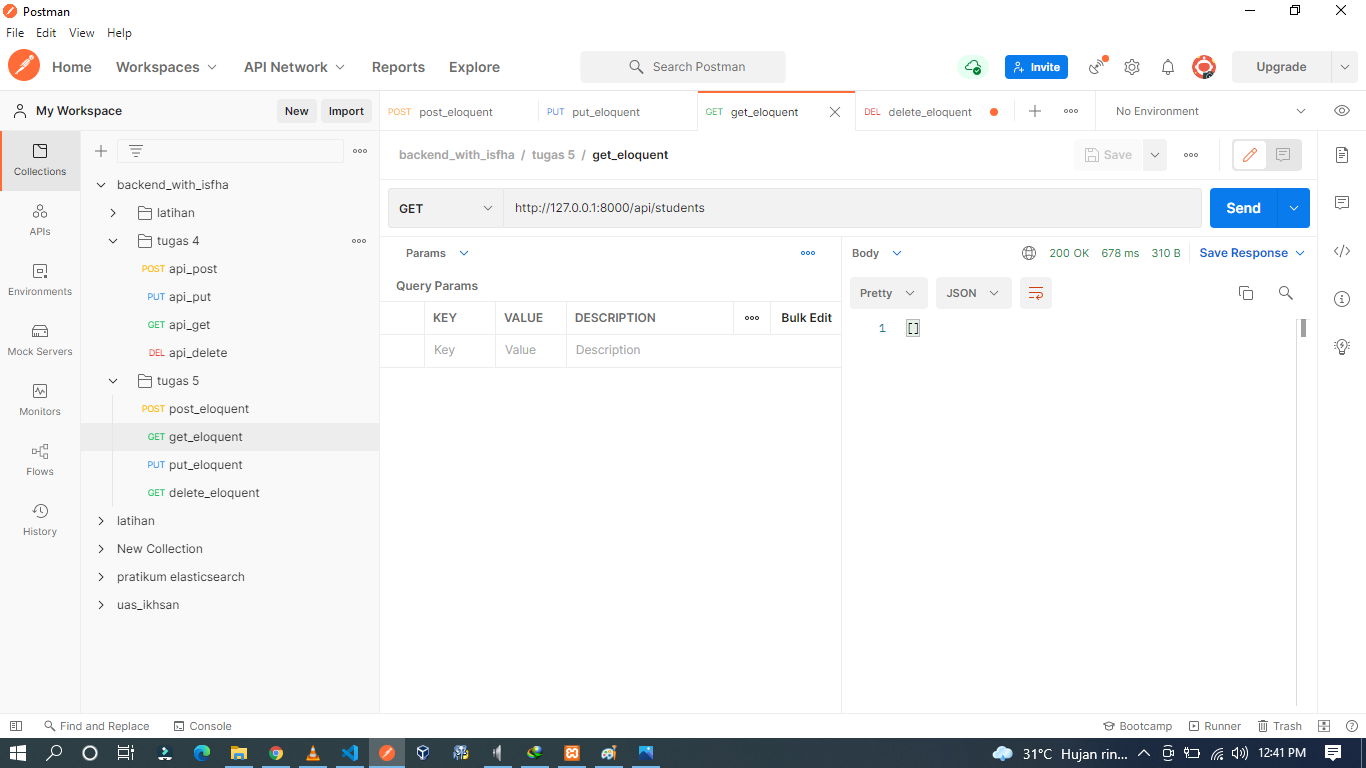 Postman
File Edit View Help
Home Workspaces API Network Reports Explore Search Postman Invite Upgrade
My Workspace New Import
POST post_eloquent PUT put_eloquent GET get_eloquent DEL delete_eloquent No Environment
backend_with_isfha / tugas 5 / get_eloquent Save
GET http://127.0.0.1:8000/api/students Send
Params
Query Params
KEY VALUE DESCRIPTION Bulk Edit
Key Value Description
Body 200 OK 678 ms 310 B Save Response
Pretty JSON
1 []
Collections
APIs
Environments
Mock Servers
Monitors
Flows
History
backend_with_isfha
latihan
tugas 4
POST api_post
PUT api_put
GET api_get
DEL api_delete
tugas 5
POST post_eloquent
GET get_eloquent
PUT put_eloquent
GET delete_eloquent
latihan
New Collection
pratikum elasticsearch
uas_ikhsan
Find and Replace Console Bootcamp Runner Trash
31°C Hujan rin... 12:41 PM